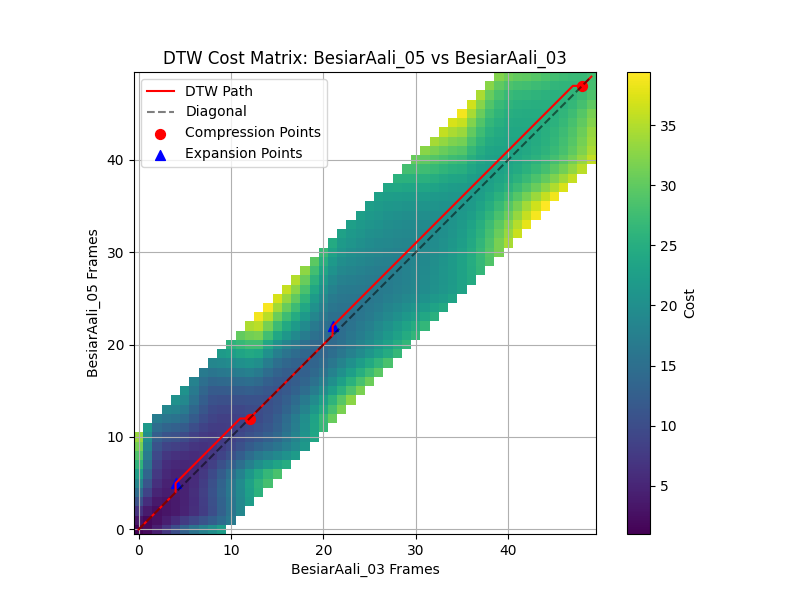 DTW Cost Matrix: BesiarAali_05 vs BesiarAali_03
DTW Path
Diagonal
Compression Points
Expansion Points
BesiarAali_05 Frames
40
30
20
10
0
0 10 20 30 40
BesiarAali_03 Frames
35
30
25
20
15
10
5
Cost